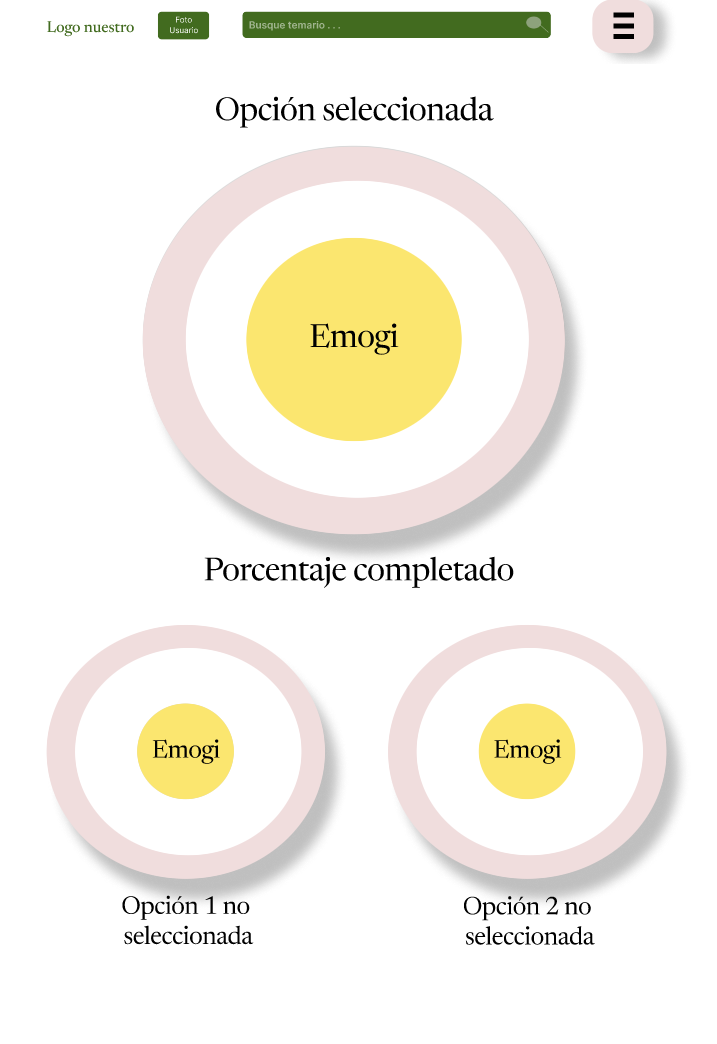 Logo nuestro
Foto
Usuario
Busque temario . . .
Opción seleccionada
Emogi
Porcentaje completado
Emogi
Emogi
Opción 1 no
seleccionada
Opción 2 no
seleccionada